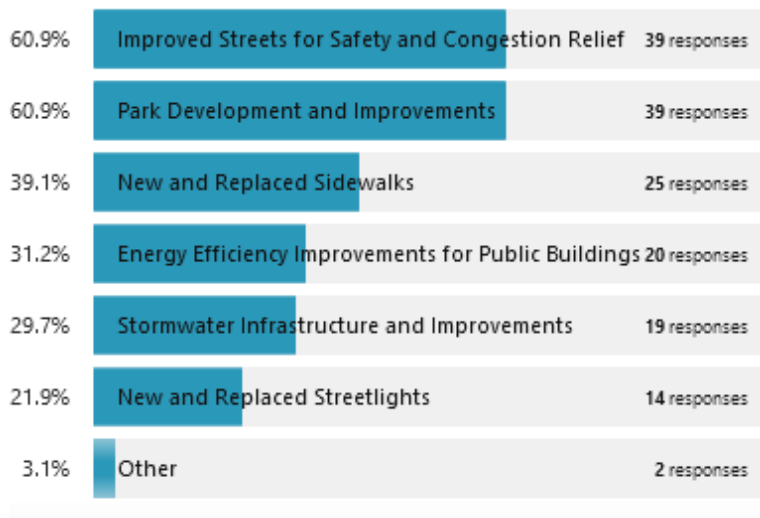 60.9% Improved Streets for Safety and Congestion Relief 39 responses
60.9% Park Development and Improvements 39 responses
39.1% New and Replaced Sidewalks 25 responses
31.2% Energy Efficiency Improvements for Public Buildings 20 responses
29.7% Stormwater Infrastructure and Improvements 19 responses
21.9% New and Replaced Streetlights 14 responses
3.1% Other 2 responses